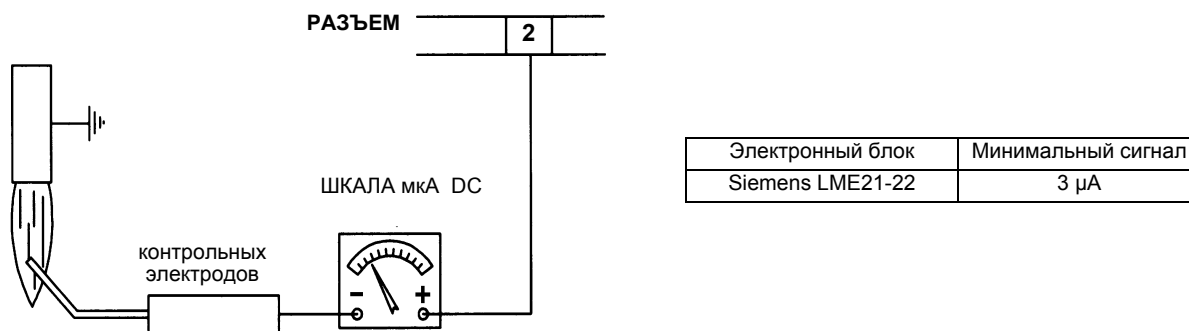 РАЗЪЕМ
2
ШКАЛА мкА DC
контрольных
электродов
- +
Электронный блок Минимальный сигнал
Siemens LME21-22 3 µA